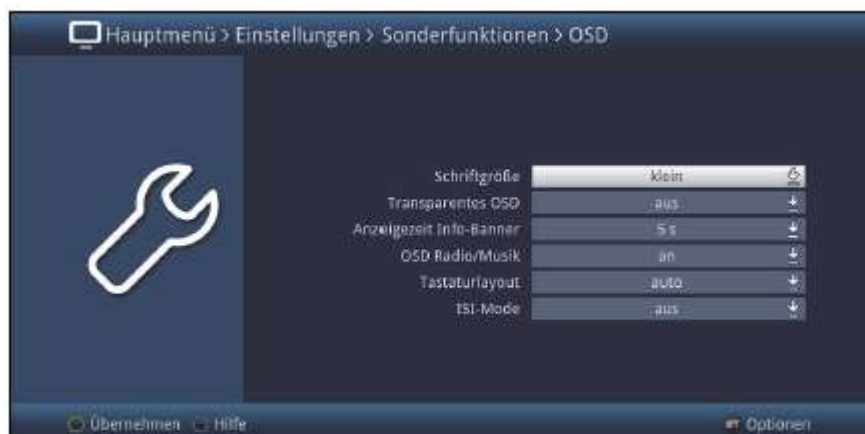 Hauptmenü > Einstellungen > Sonderfunktionen > OSD
Schriftgröße klein
Transparentes OSD aus
Anzeigezeit Info-Banner 5 s
OSD Radio/Musik an
Tastaturlayout auto
ISI-Mode aus
Übernehmen Hilfe Optionen